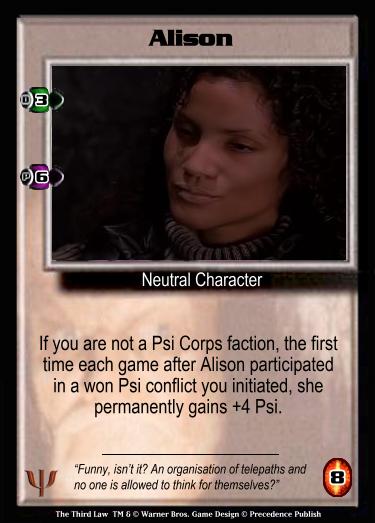 Alison
D 3
P 6
Neutral Character
If you are not a Psi Corps faction, the first
time each game after Alison participated
in a won Psi conflict you initiated, she
permanently gains +4 Psi.
"Funny, isn't it? An organisation of telepaths and
no one is allowed to think for themselves?"
8
The Third Law TM & © Warner Bros. Game Design © Precedence Publish